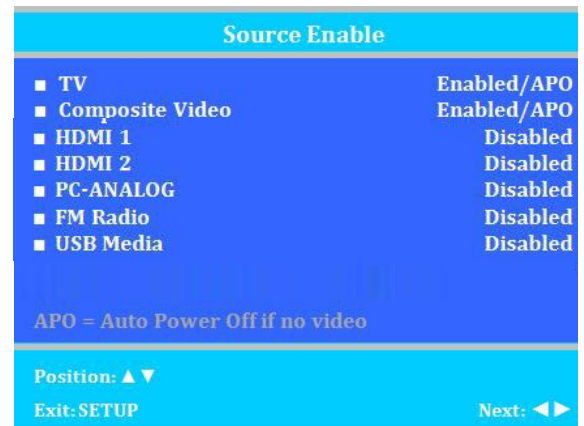 Source Enable
■ TV Enabled/APO
■ Composite Video Enabled/APO
■ HDMI 1 Disabled
■ HDMI 2 Disabled
■ PC-ANALOG Disabled
■ FM Radio Disabled
■ USB Media Disabled
APO = Auto Power Off if no video
Position: ▲▼
Exit: SETUP Next: ◀▶